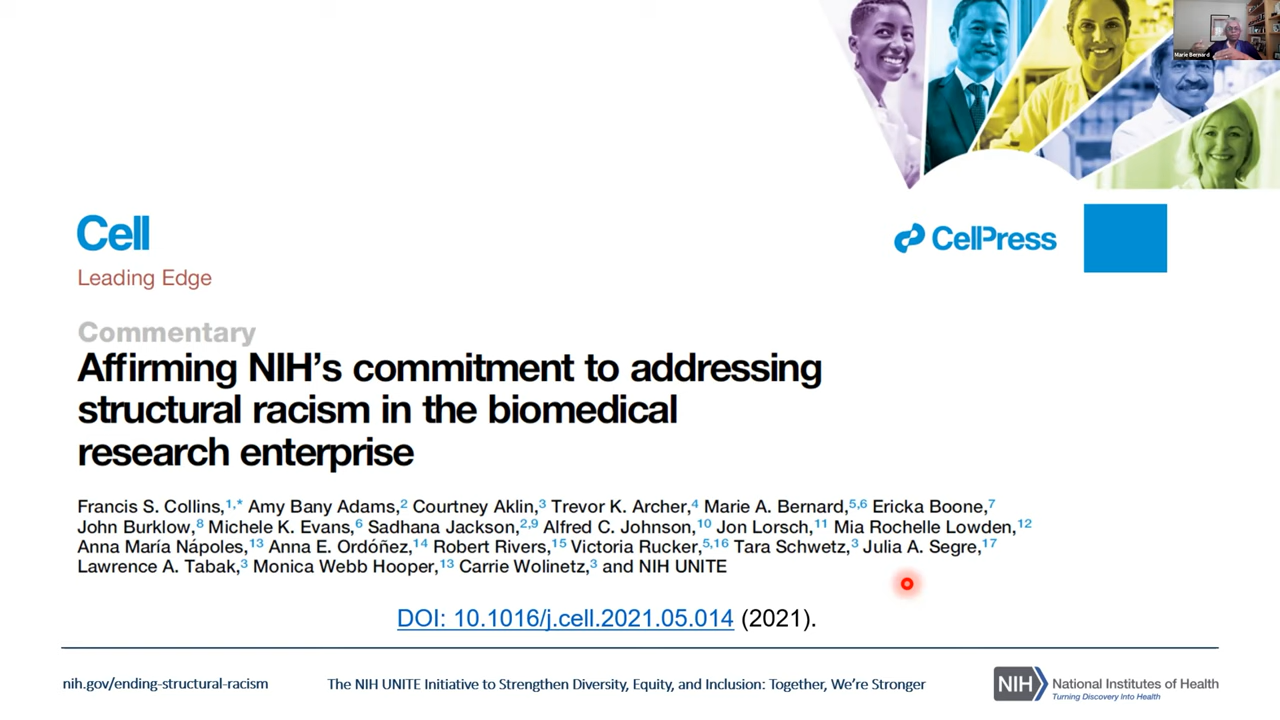 Marie Bernard
Cell
CellPress
Leading Edge
Commentary
Affirming NIH's commitment to addressing
structural racism in the biomedical
research enterprise
Francis S. Collins,1,* Amy Bany Adams,2 Courtney Aklin,3 Trevor K. Archer,4 Marie A. Bernard,5,6 Ericka Boone,7
John Burklow,8 Michele K. Evans,6 Sadhana Jackson,2,9 Alfred C. Johnson,10 Jon Lorsch,11 Mia Rochelle Lowden,12
Anna María Nápoles,13 Anna E. Ordóñez,14 Robert Rivers,15 Victoria Rucker,5,16 Tara Schwetz,3 Julia A. Segre,17
Lawrence A. Tabak,3 Monica Webb Hooper,13 Carrie Wolinetz,3 and NIH UNITE
DOI: 10.1016/j.cell.2021.05.014 (2021).
nih.gov/ending-structural-racism
The NIH UNITE Initiative to Strengthen Diversity, Equity, and Inclusion: Together, We're Stronger
NIH National Institutes of Health
Turning Discovery Into Health